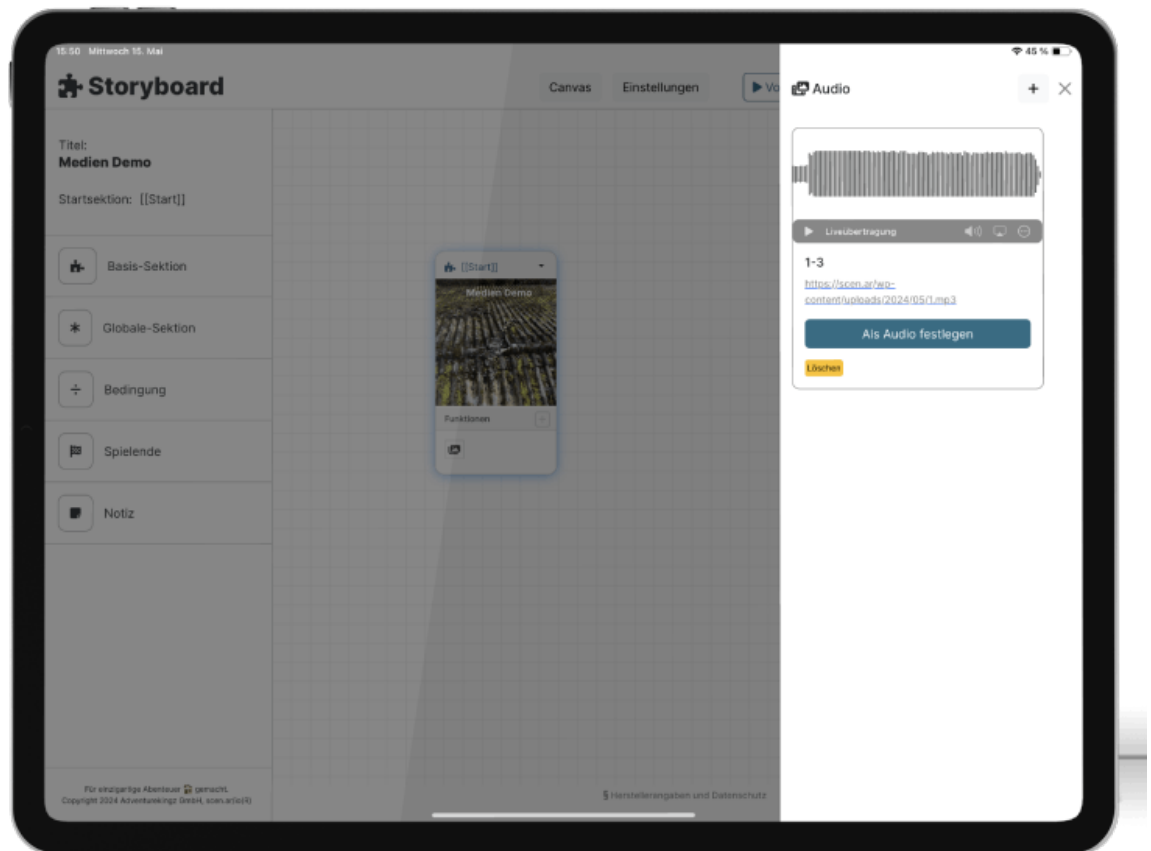 15:50 Mittwoch 15. Mai
45 %
Storyboard
Canvas
Einstellungen
Vo
Audio
+
Titel:
Medien Demo
Startsektion: [[Start]]
Basis-Sektion
Globale-Sektion
Bedingung
Spielende
Notiz
[[Start]]
Medien Demo
Funktionen
Liveübertragung
1-3
https://scen.ar/wp-
content/uploads/2024/05/1.mp3
Als Audio festlegen
Löschen
Für einzigartige Abenteuer gemacht.
Copyright 2024 Adventurekings GmbH, scen.ar(io(R)
§ Herstellerangaben und Datenschutz